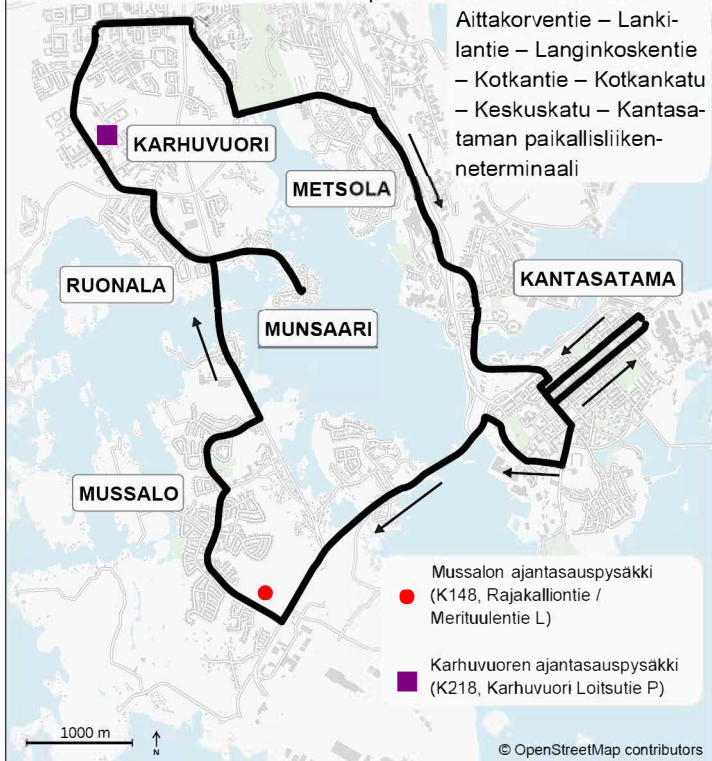 Aittakorventie – Lanki-
lantie – Langinkoskentie
– Kotkantie – Kotkankatu
– Keskuskatu – Kantasa-
taman paikallisliiken-
neterminaali
KARHUVUORI
METSOLA
KANTASATAMA
RUONALA
MUNSAARI
MUSSALO
Mussalon ajantasauspysäkki
(K148, Rajakalliontie /
Merituulentie L)
Karhuvuoren ajantasauspysäkki
(K218, Karhuvuori Loitsutie P)
1000 m
N
© OpenStreetMap contributors